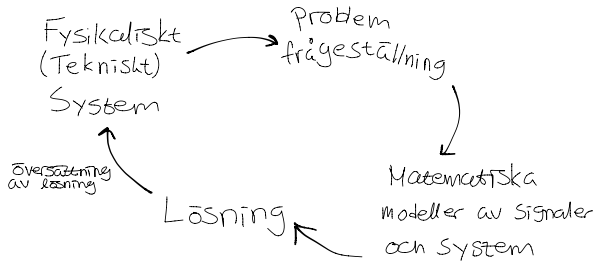 Fysikaliskt
(Tekniskt)
System
Problem
frågeställning
Matematiska
modeller av signaler
och system
Lösning
översättning
av lösning